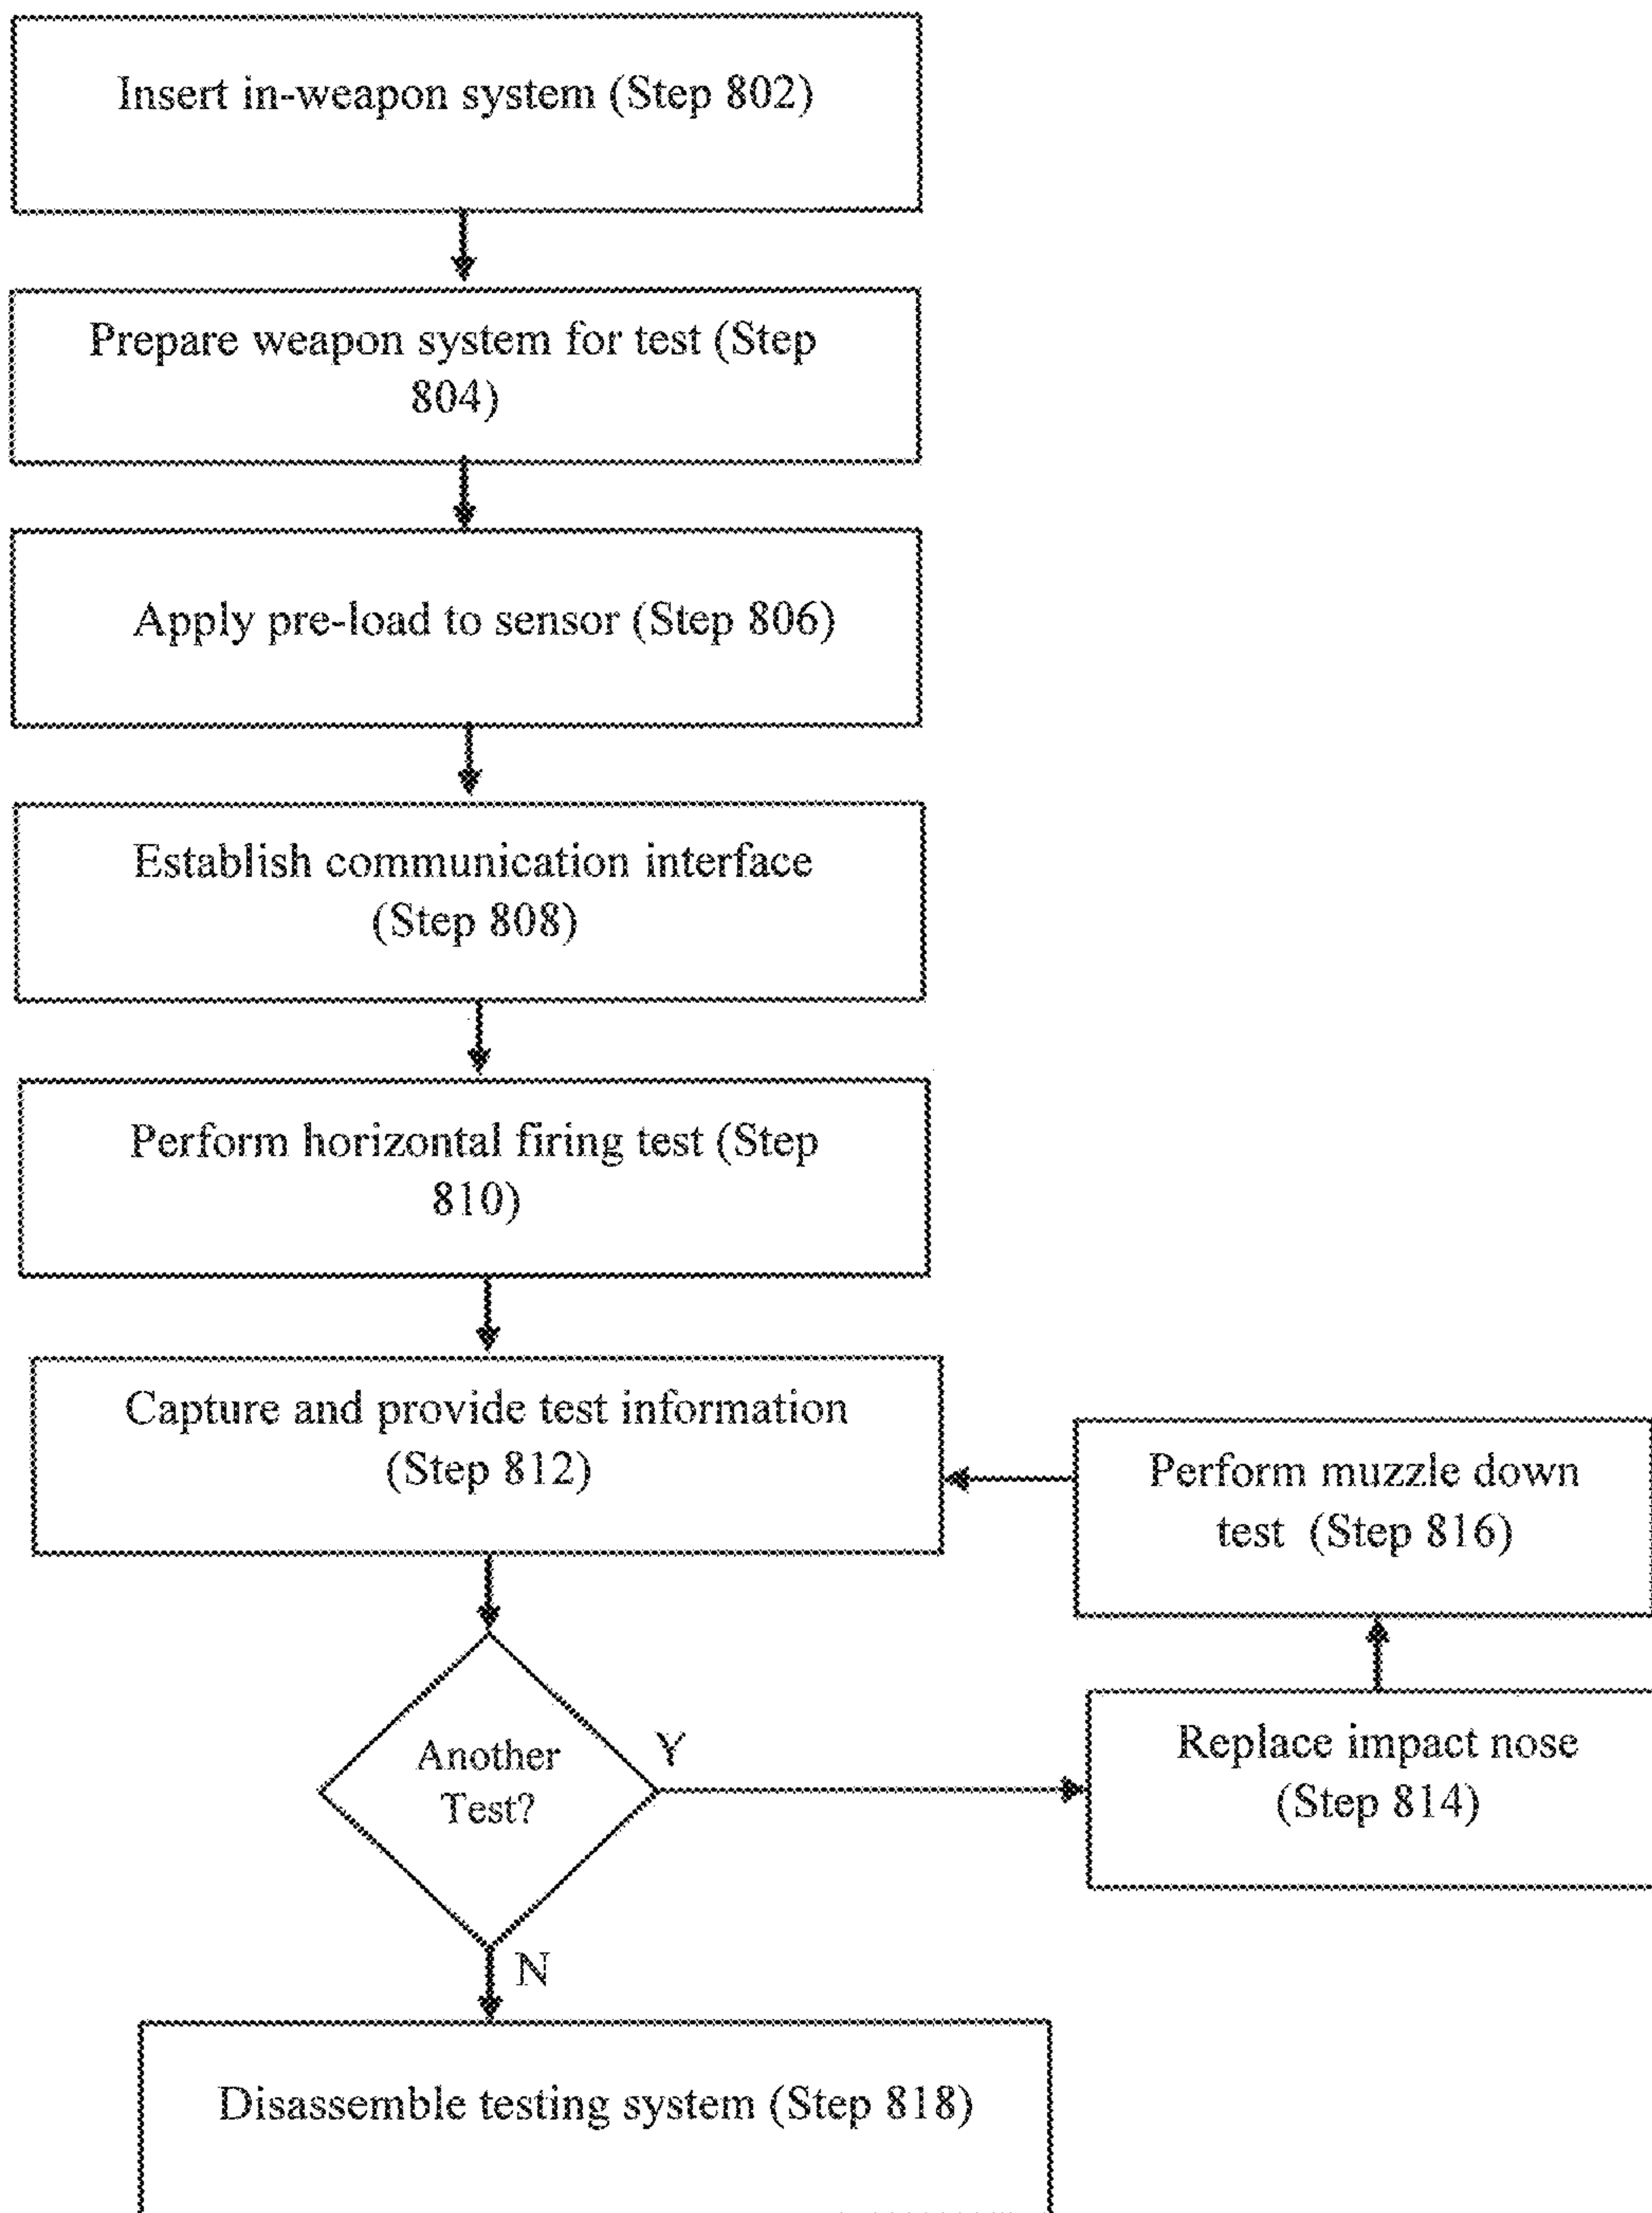 Insert in-weapon system (Step 802)
Prepare weapon system for test (Step
804)
Apply pre-load to sensor (Step 806)
Establish communication interface
(Step 808)
Perform horizontal firing test (Step
810)
Capture and provide test information
(Step 812)
Perform muzzle down
test (Step 816)
Another
Test?
Y
Replace impact nose
(Step 814)
N
Disassemble testing system (Step 818)